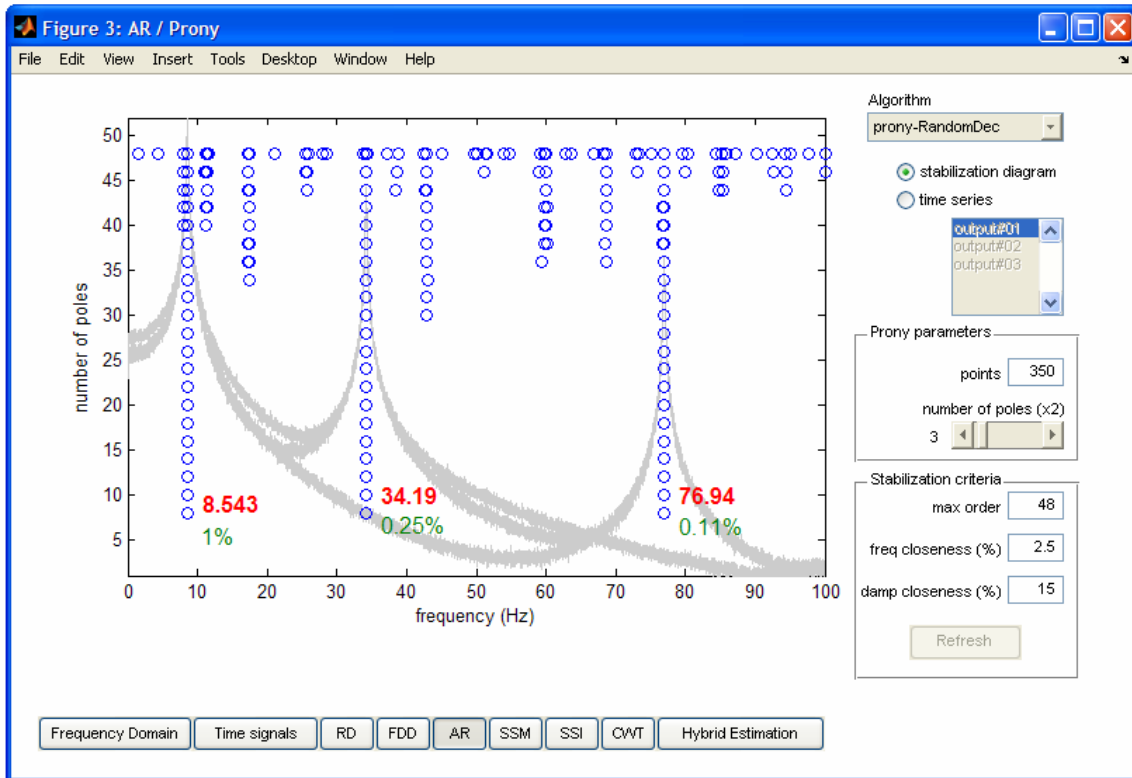 Figure 3: AR / Prony
File Edit View Insert Tools Desktop Window Help
Algorithm
prony-RandomDec
stabilization diagram
time series
output#01
output#02
output#03
Prony parameters
points 350
number of poles (x2)
3
Stabilization criteria
max order 48
freq closeness (%) 2.5
damp closeness (%) 15
Refresh
number of poles
50
45
40
35
30
25
20
15
10
5
8.543
1%
34.19
0.25%
76.94
0.11%
0 10 20 30 40 50 60 70 80 90 100
frequency (Hz)
Frequency Domain Time signals RD FDD AR SSM SSI CWT Hybrid Estimation